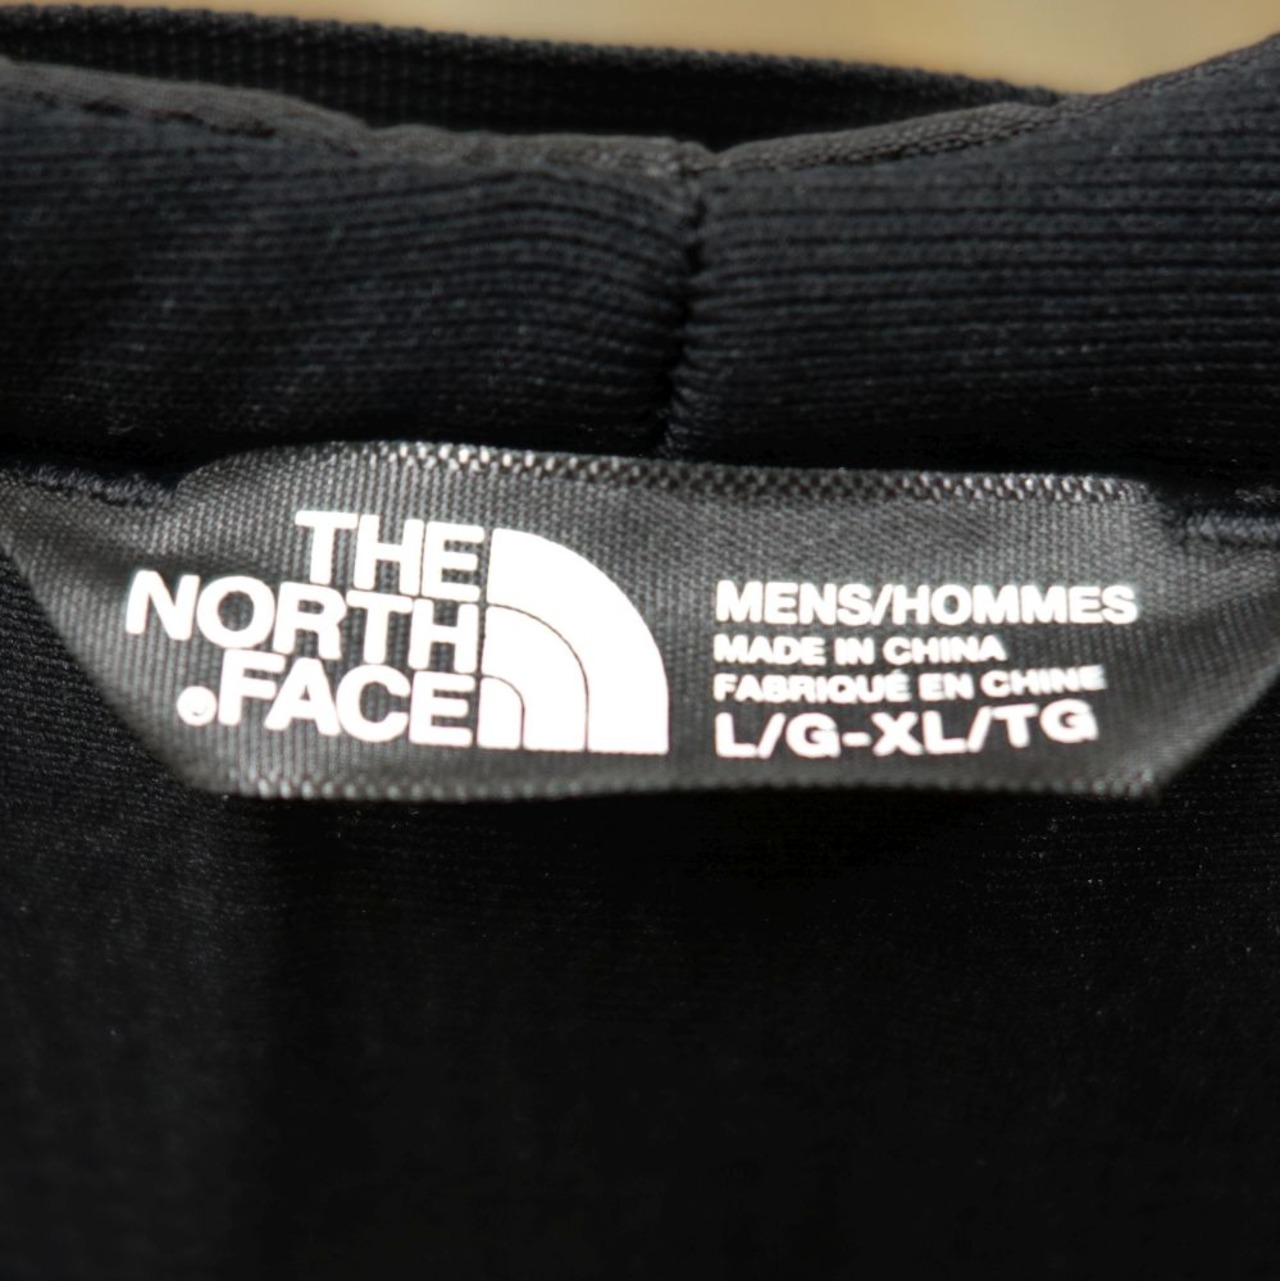 THE
NORTH
FACE
MENS/HOMMES
MADE IN CHINA
FABRIQUÉ EN CHINE
L/G-XL/TG